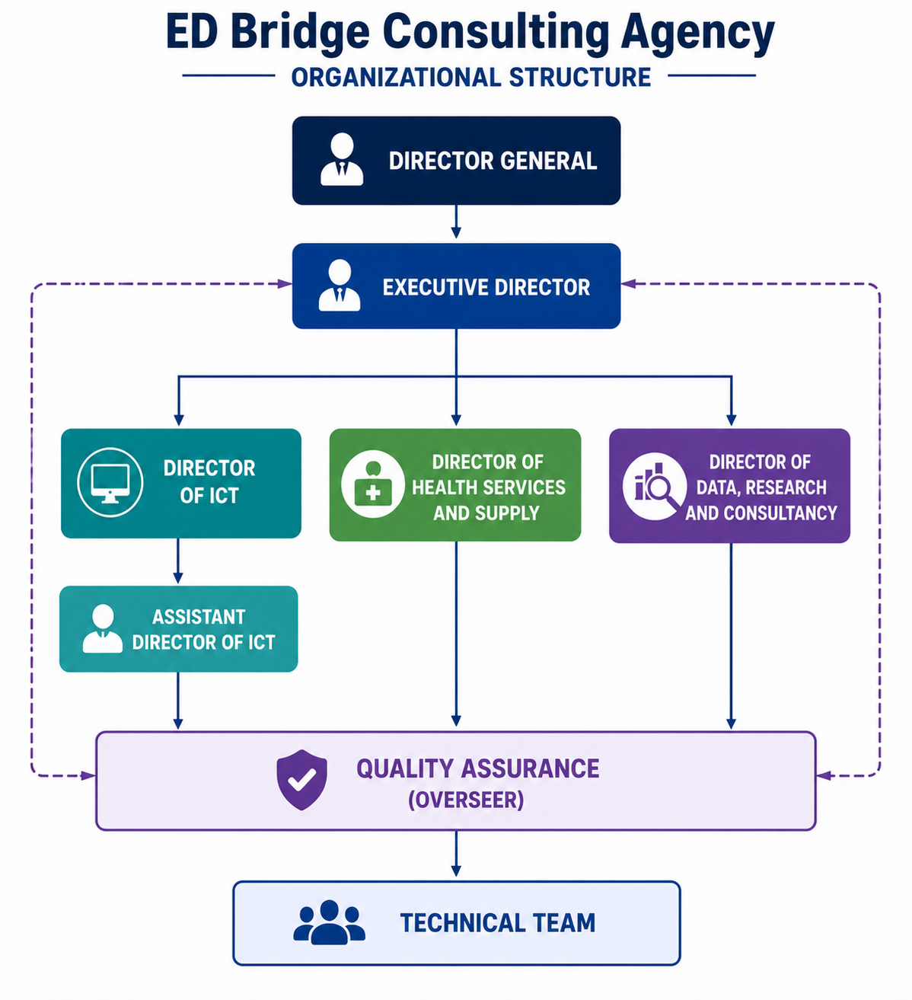 ED Bridge Consulting Agency
ORGANIZATIONAL STRUCTURE
DIRECTOR GENERAL
EXECUTIVE DIRECTOR
DIRECTOR
OF ICT
DIRECTOR OF
HEALTH SERVICES
AND SUPPLY
DIRECTOR OF
DATA, RESEARCH
AND CONSULTANCY
ASSISTANT
DIRECTOR OF ICT
QUALITY ASSURANCE
(OVERSEER)
TECHNICAL TEAM